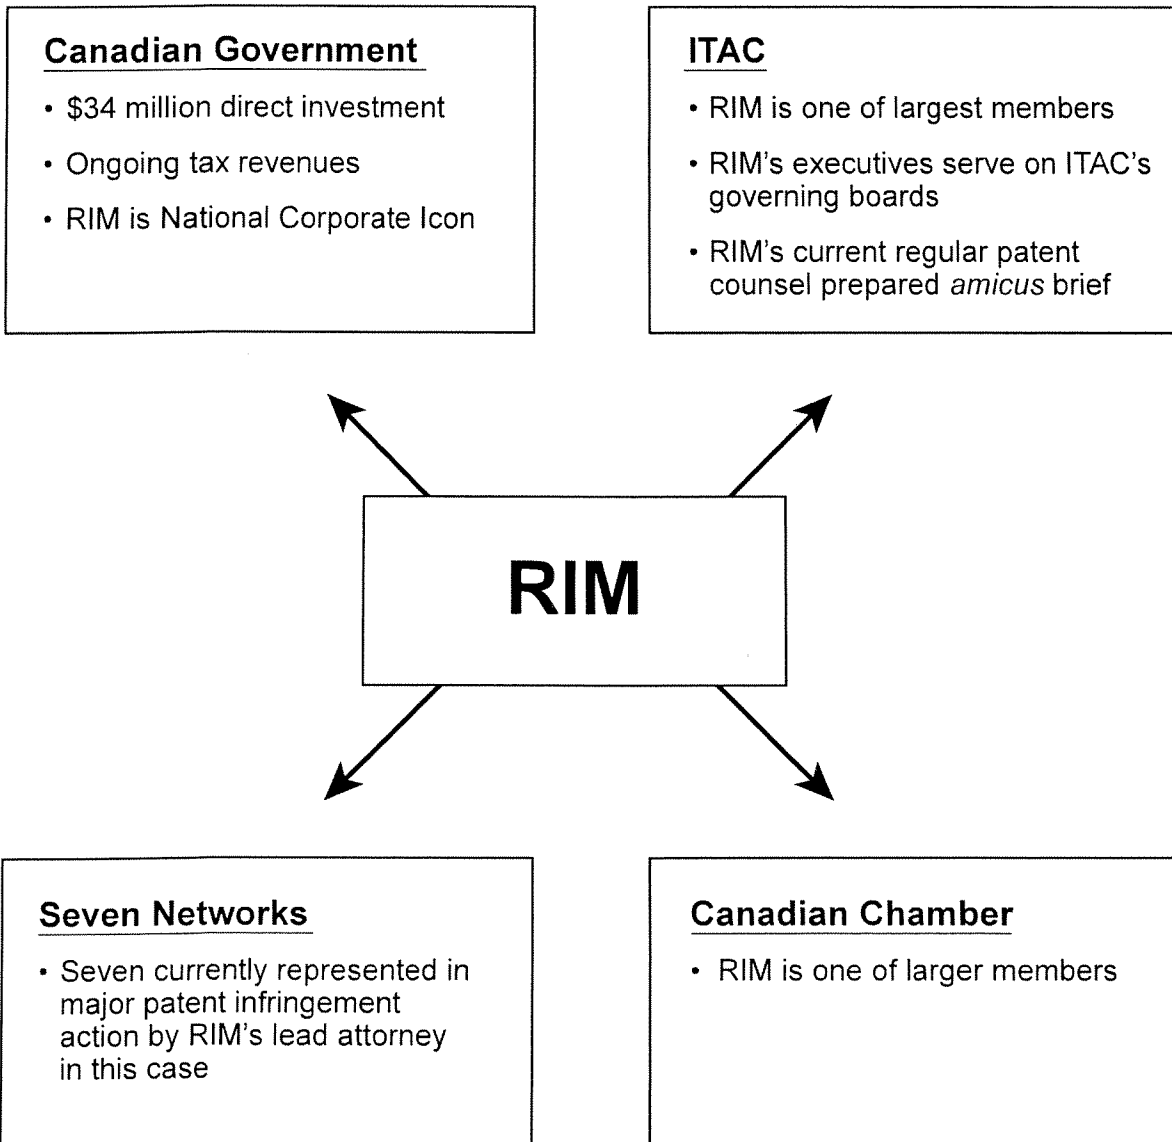 Canadian Government
• $34 million direct investment
• Ongoing tax revenues
• RIM is National Corporate Icon
ITAC
• RIM is one of largest members
• RIM's executives serve on ITAC's
governing boards
• RIM's current regular patent
counsel prepared amicus brief
RIM
Seven Networks
• Seven currently represented in
major patent infringement
action by RIM's lead attorney
in this case
Canadian Chamber
• RIM is one of larger members